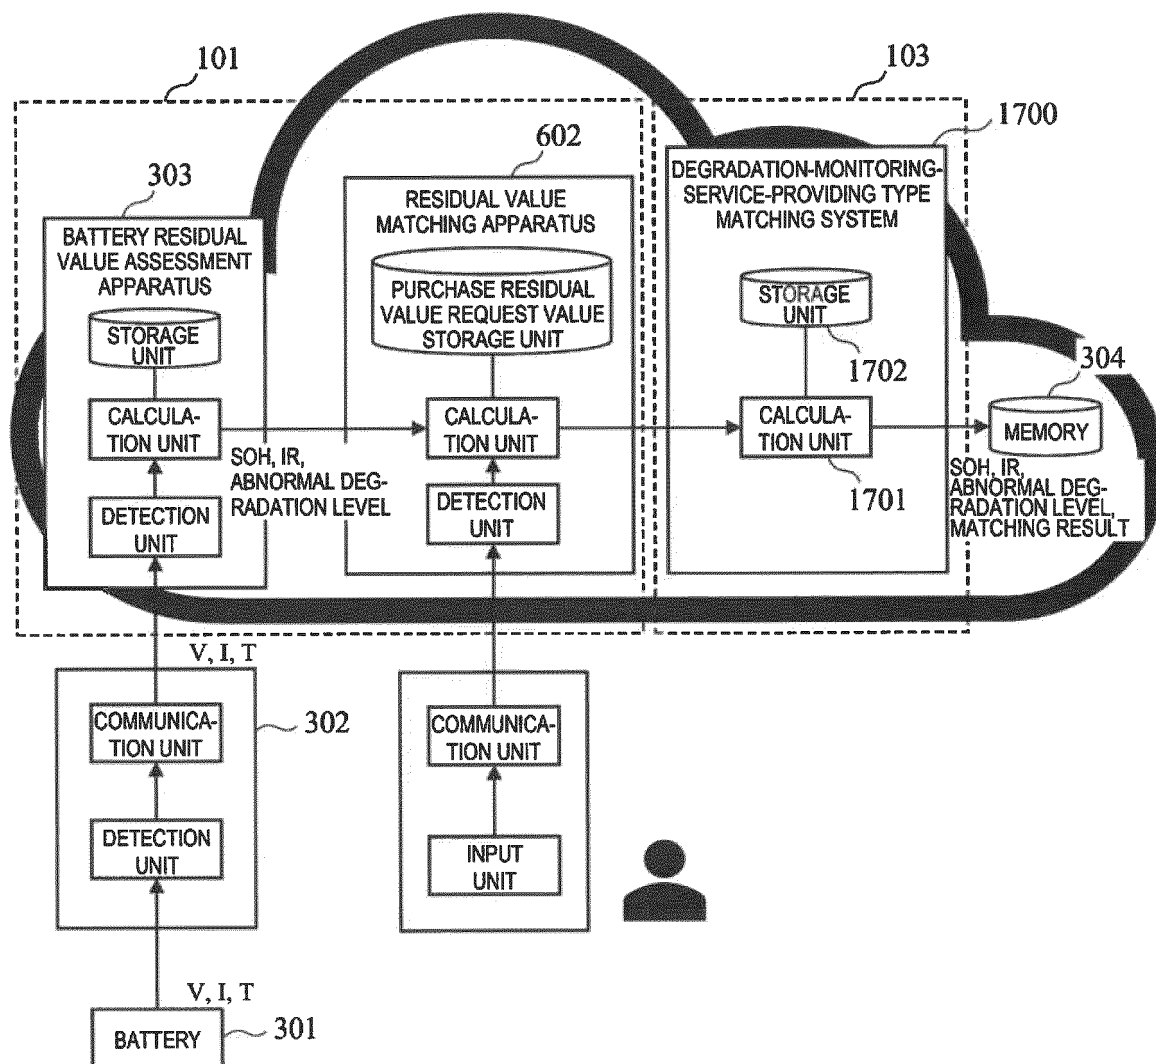 101
103
1700
602
303
DEGRADATION-MONITORING-
SERVICE-PROVIDING TYPE
MATCHING SYSTEM
RESIDUAL VALUE
MATCHING APPARATUS
BATTERY RESIDUAL
VALUE ASSESSMENT
APPARATUS
PURCHASE RESIDUAL
VALUE REQUEST VALUE
STORAGE UNIT
STORAGE
UNIT
STORAGE
UNIT
1702
304
CALCULA-
TION UNIT
CALCULA-
TION UNIT
CALCULA-
TION UNIT
MEMORY
1701
SOH, IR,
ABNORMAL DEG-
RADATION LEVEL
SOH, IR,
ABNORMAL DEG-
RADATION LEVEL,
MATCHING RESULT
DETECTION
UNIT
DETECTION
UNIT
V, I, T
COMMUNICA-
TION UNIT
302
COMMUNICA-
TION UNIT
DETECTION
UNIT
INPUT
UNIT
V, I, T
BATTERY
301